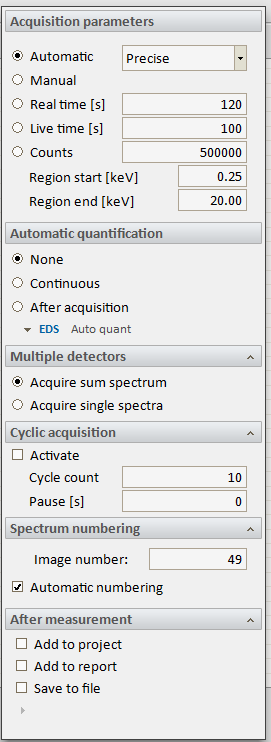 Acquisition parameters
Automatic Precise
Manual
Real time [s] 120
Live time [s] 100
Counts 500000
Region start [keV] 0.25
Region end [keV] 20.00
Automatic quantification
None
Continuous
After acquisition
EDS Auto quant
Multiple detectors
Acquire sum spectrum
Acquire single spectra
Cyclic acquisition
Activate
Cycle count 10
Pause [s] 0
Spectrum numbering
Image number: 49
Automatic numbering
After measurement
Add to project
Add to report
Save to file